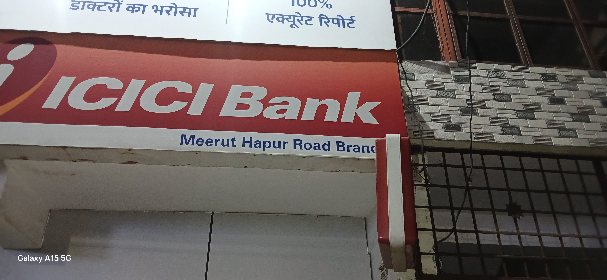 डाक्टरों का भरोसा
100%
एक्यूरेट रिपोर्ट
ICICI Bank
Meerut Hapur Road Branc
Galaxy A15 5G